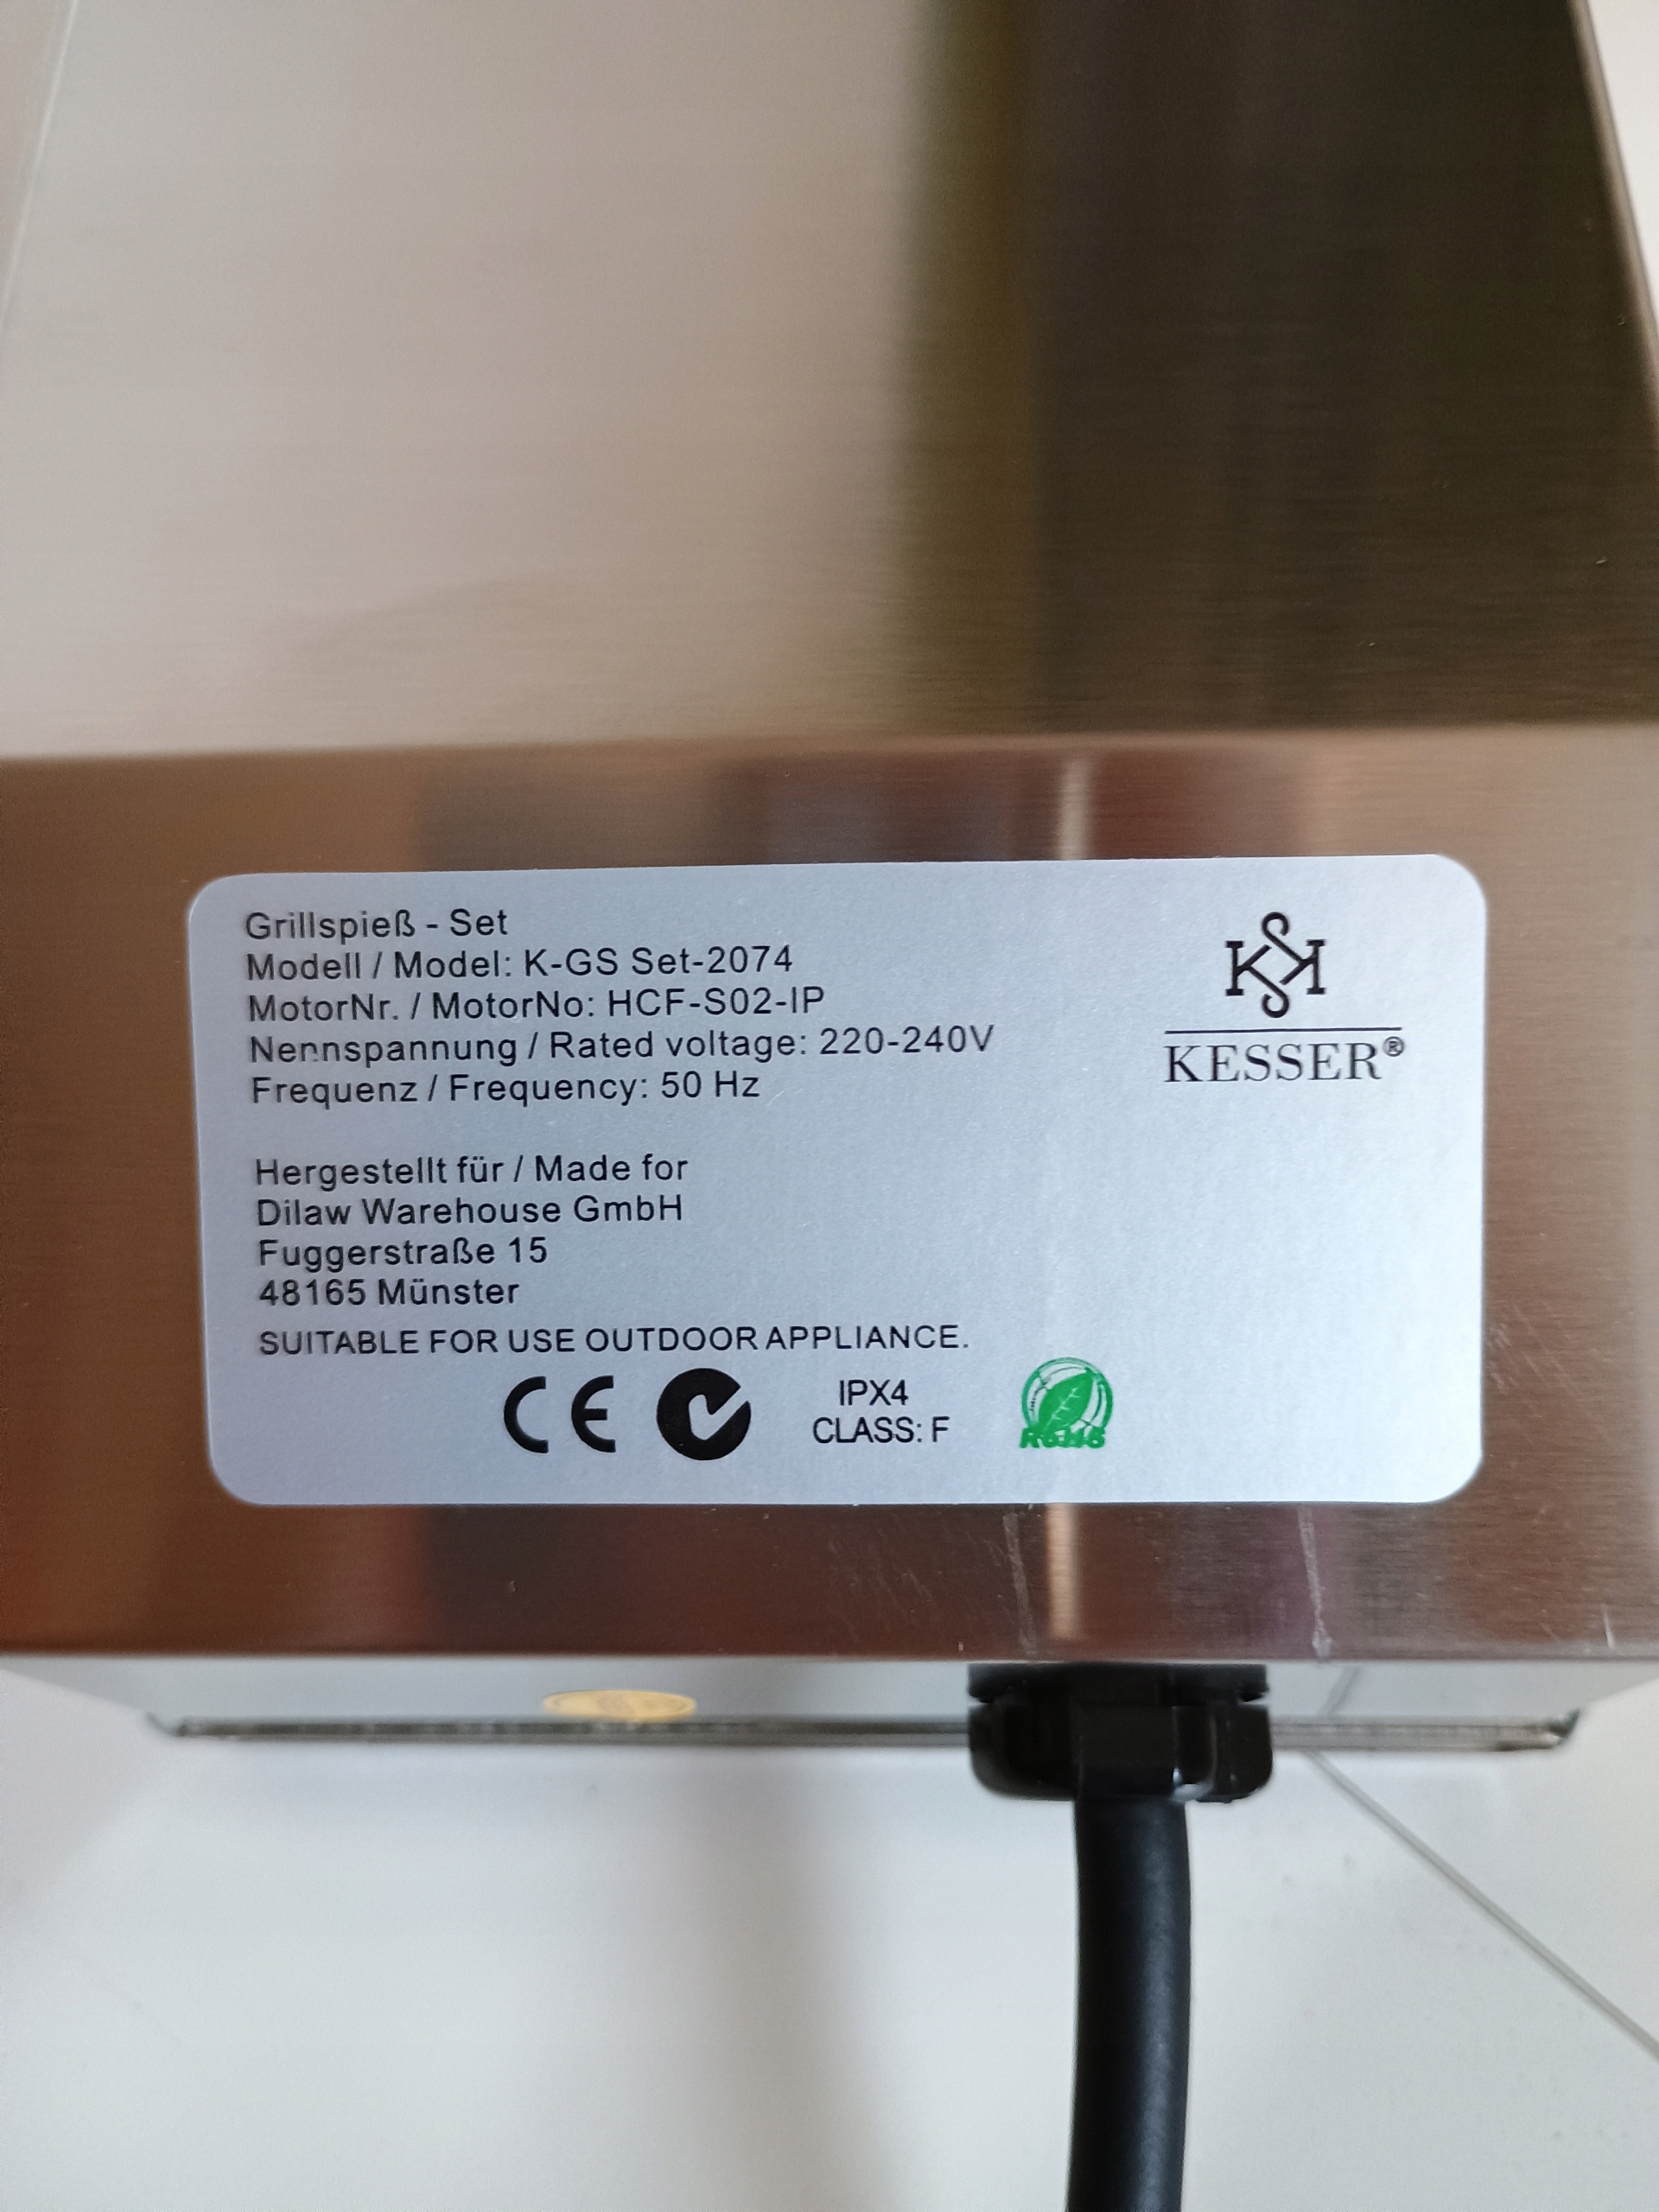 Grillspieß - Set
Modell / Model: K-GS Set-2074
MotorNr. / MotorNo: HCF-S02-IP
Nennspannung / Rated voltage: 220-240V
Frequenz / Frequency: 50 Hz
KESSER®
Hergestellt für / Made for
Dilaw Warehouse GmbH
Fuggerstraße 15
48165 Münster
SUITABLE FOR USE OUTDOOR APPLIANCE.
CE
IPX4
CLASS: F
RoHS